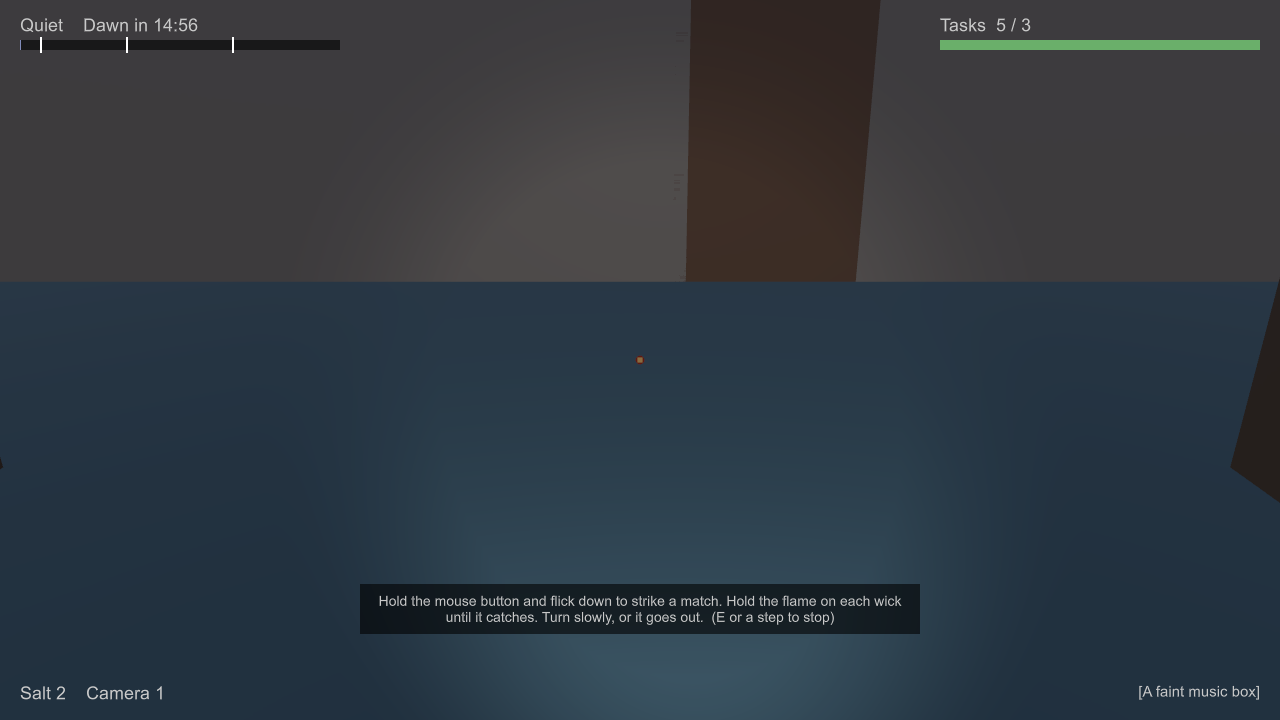 Quiet Dawn in 14:56
Tasks 5 / 3
Hold the mouse button and flick down to strike a match. Hold the flame on each wick
until it catches. Turn slowly, or it goes out. (E or a step to stop)
Salt 2 Camera 1
[A faint music box]